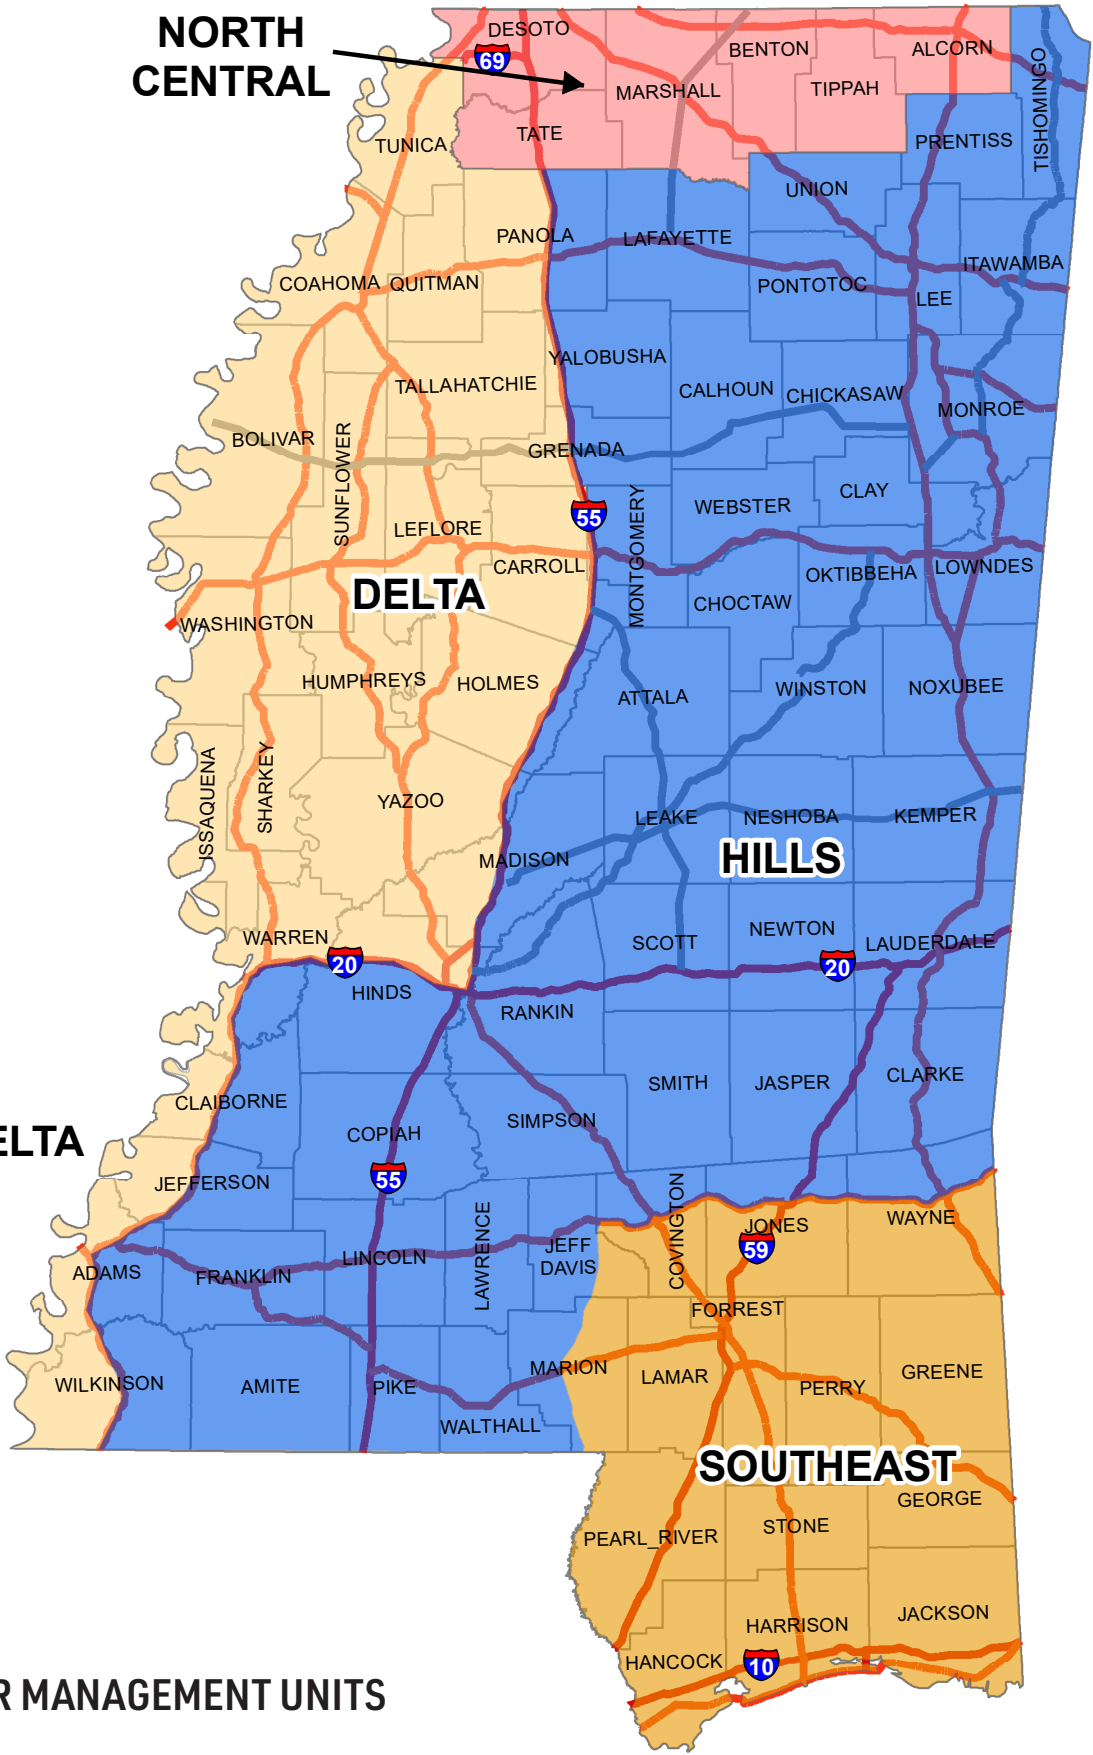 NORTH
CENTRAL
DESOTO
69
BENTON
ALCORN
TISHOMINGO
MARSHALL
TIPPAH
TATE
TUNICA
PRENTISS
UNION
PANOLA
LAFAYETTE
ITAWAMBA
COAHOMA
QUITMAN
PONTOTOC
LEE
YALOBUSHA
TALLAHATCHIE
CALHOUN
CHICKASAW
MONROE
BOLIVAR
SUNFLOWER
GRENADA
CLAY
WEBSTER
55
MONTGOMERY
LEFLORE
CARROLL
OKTIBBEHA
LOWNDES
DELTA
CHOCTAW
WASHINGTON
HUMPHREYS
HOLMES
ATTALA
WINSTON
NOXUBEE
ISSAQUENA
SHARKEY
YAZOO
LEAKE
NESHOBA
KEMPER
MADISON
HILLS
WARREN
20
SCOTT
NEWTON
LAUDERDALE
20
HINDS
RANKIN
SMITH
JASPER
CLARKE
CLAIBORNE
SIMPSON
COPIAH
ELTA
55
JEFFERSON
LAWRENCE
COVINGTON
JONES
WAYNE
59
JEFF
DAVIS
LINCOLN
ADAMS
FRANKLIN
FORREST
MARION
LAMAR
GREENE
WILKINSON
AMITE
PIKE
PERRY
WALTHALL
SOUTHEAST
GEORGE
PEARL_RIVER
STONE
JACKSON
HARRISON
HANCOCK
10
R MANAGEMENT UNITS